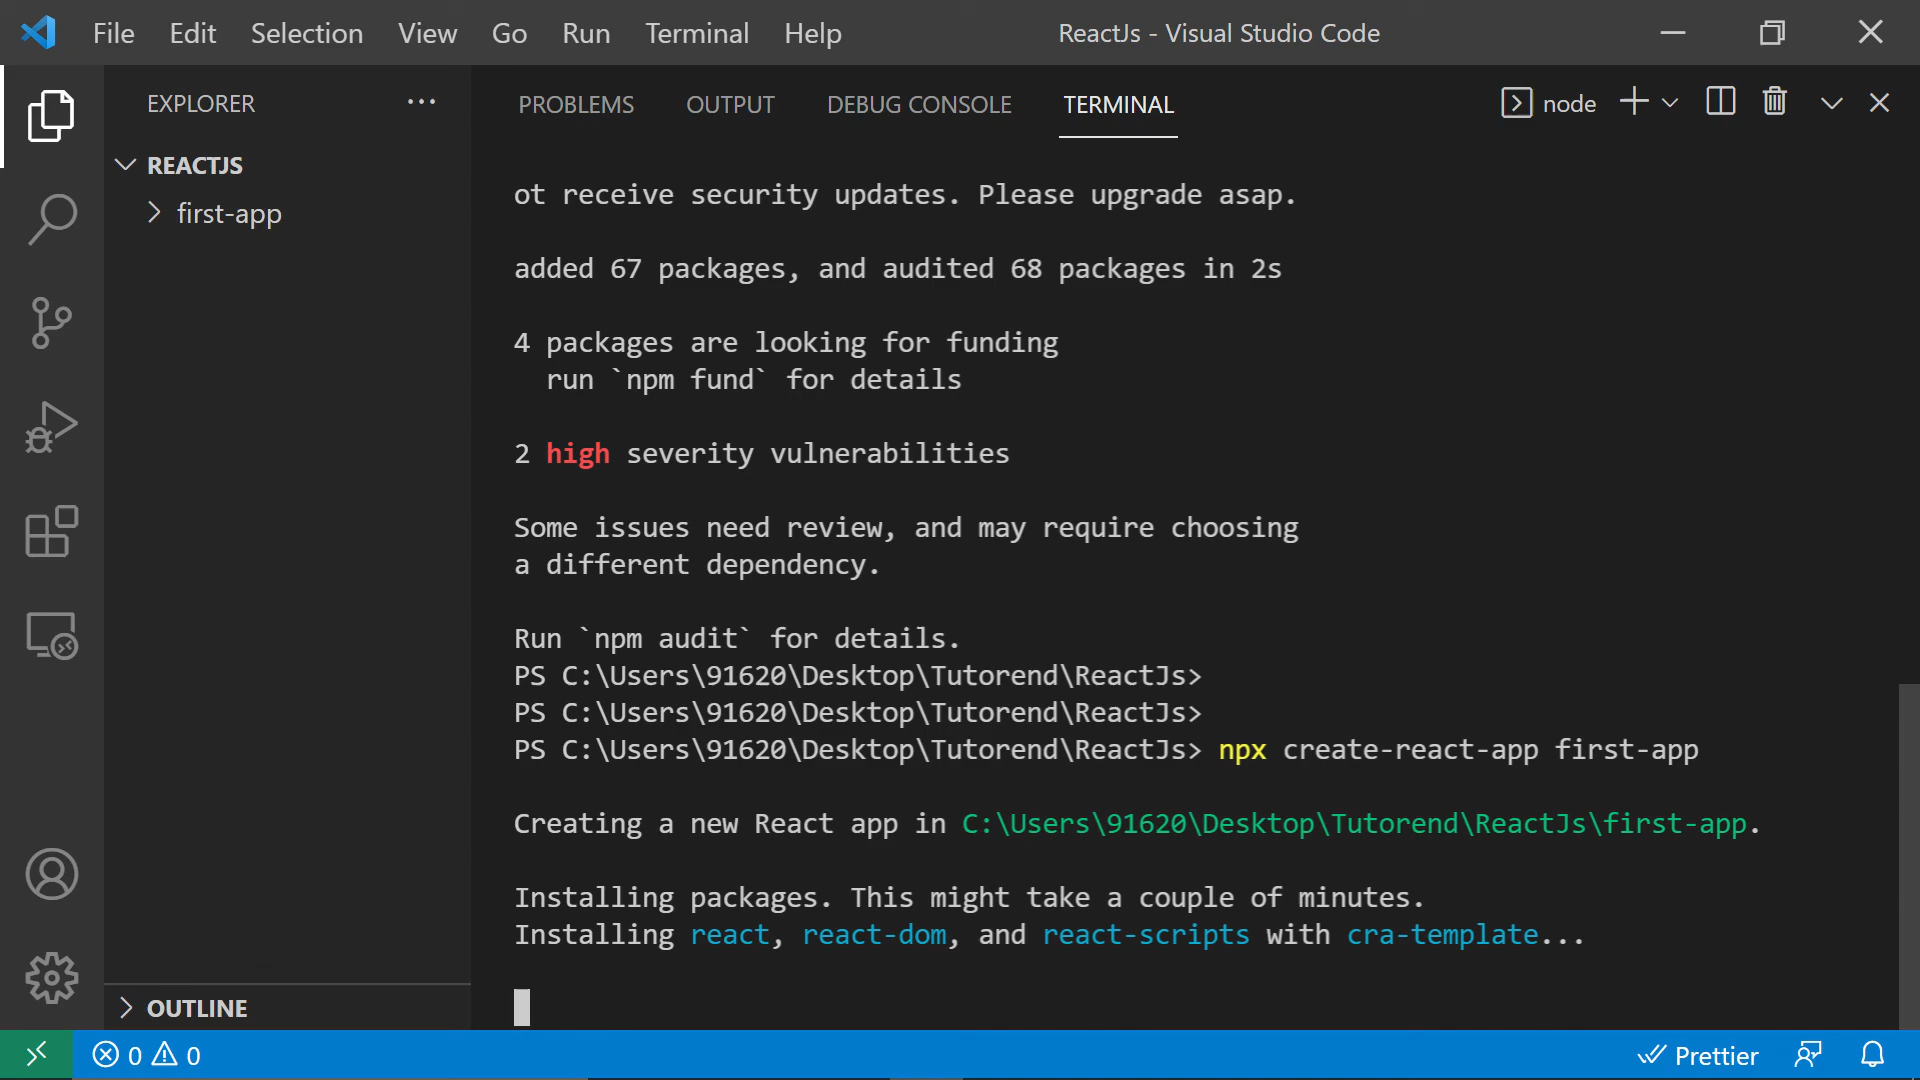 File Edit Selection View Go Run Terminal Help ReactJs - Visual Studio Code
EXPLORER ...
REACTJS
first-app
OUTLINE
PROBLEMS OUTPUT DEBUG CONSOLE TERMINAL node
ot receive security updates. Please upgrade asap.
added 67 packages, and audited 68 packages in 2s
4 packages are looking for funding
run `npm fund` for details
2 high severity vulnerabilities
Some issues need review, and may require choosing
a different dependency.
Run `npm audit` for details.
PS C:\Users\91620\Desktop\Tutorend\ReactJs>
PS C:\Users\91620\Desktop\Tutorend\ReactJs>
PS C:\Users\91620\Desktop\Tutorend\ReactJs> npx create-react-app first-app
Creating a new React app in C:\Users\91620\Desktop\Tutorend\ReactJs\first-app.
Installing packages. This might take a couple of minutes.
Installing react, react-dom, and react-scripts with cra-template...
0 0 Prettier